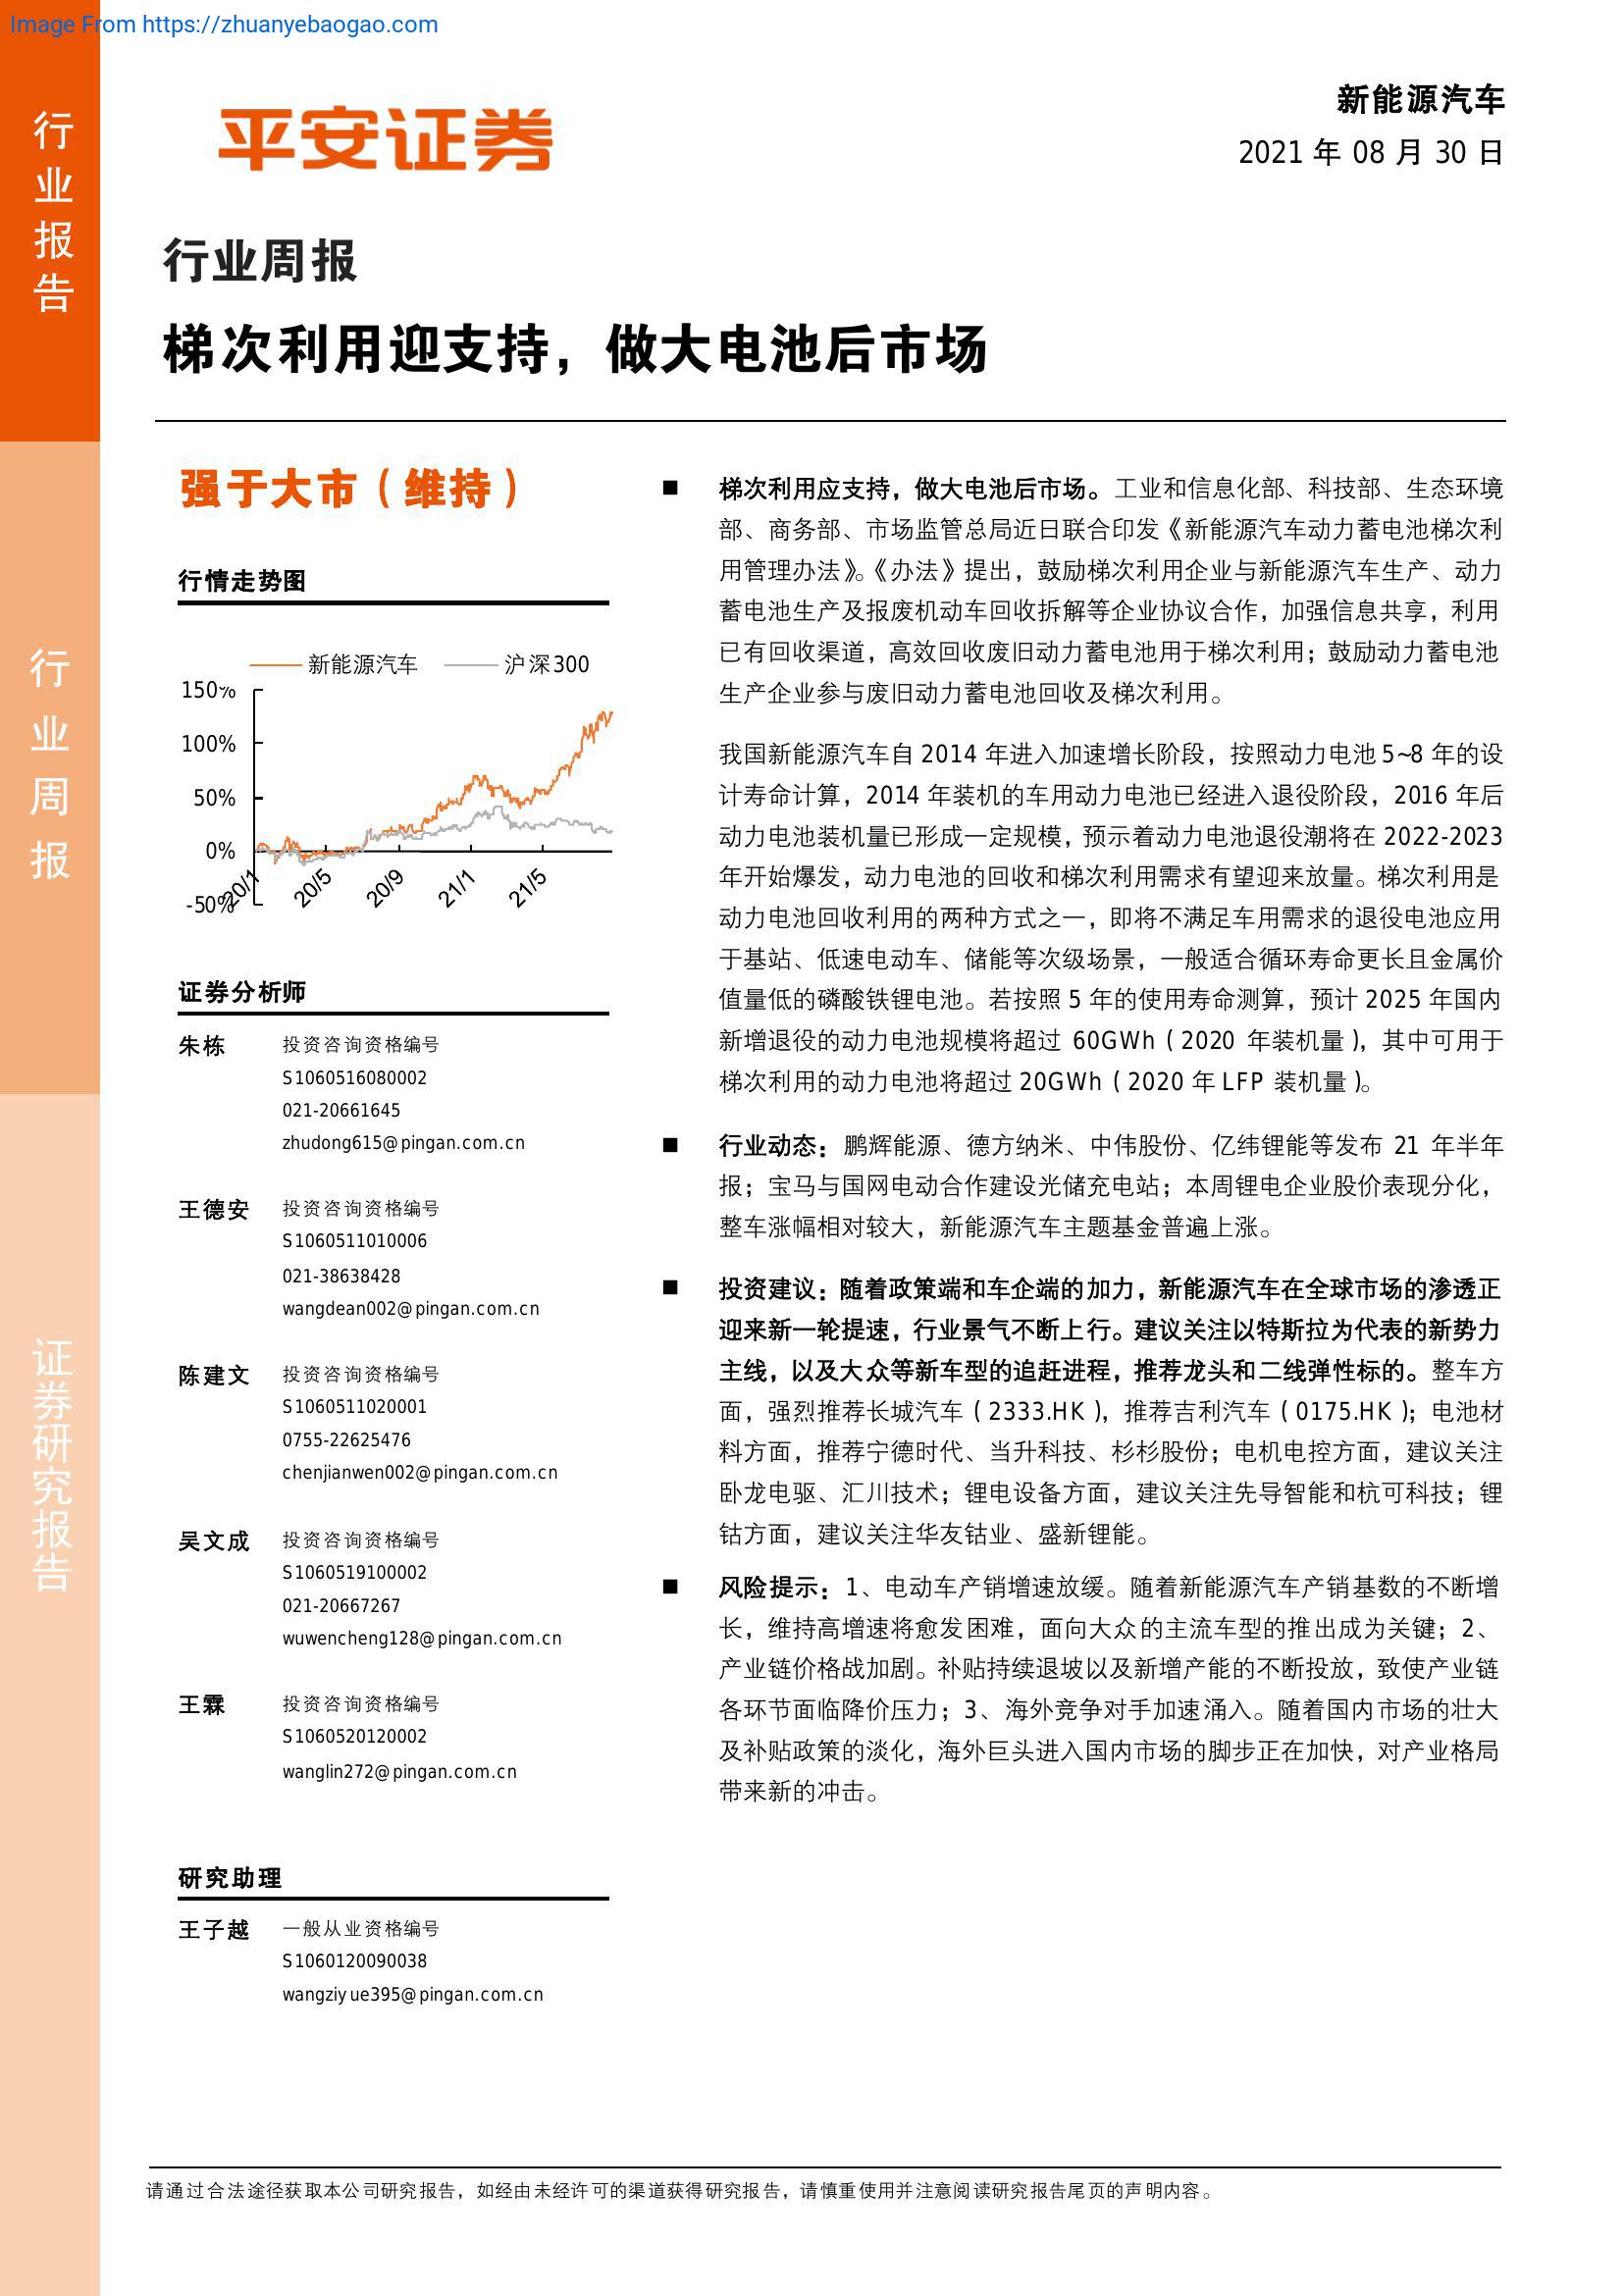 Image From https://zhuanyebaogao.com
行业报告
行业周报
证券研究报告
平安证券
新能源汽车
2021 年 08 月 30 日
行业周报
梯次利用迎支持，做大电池后市场
强于大市（维持）
行情走势图
新能源汽车 沪深300
150%
100%
50%
0%
-50%
20/1 20/5 20/9 21/1 21/5
证券分析师
朱栋 投资咨询资格编号
S1060516080002
021-20661645
zhudong615@pingan.com.cn
王德安 投资咨询资格编号
S1060511010006
021-38638428
wangdean002@pingan.com.cn
陈建文 投资咨询资格编号
S1060511020001
0755-22625476
chenjianwen002@pingan.com.cn
吴文成 投资咨询资格编号
S1060519100002
021-20667267
wuwencheng128@pingan.com.cn
王霖 投资咨询资格编号
S1060520120002
wanglin272@pingan.com.cn
研究助理
王子越 一般从业资格编号
S1060120090038
wangziyue395@pingan.com.cn
■ 梯次利用应支持，做大电池后市场。工业和信息化部、科技部、生态环境
部、商务部、市场监管总局近日联合印发《新能源汽车动力蓄电池梯次利
用管理办法》。《办法》提出，鼓励梯次利用企业与新能源汽车生产、动力
蓄电池生产及报废机动车回收拆解等企业协议合作，加强信息共享，利用
已有回收渠道，高效回收废旧动力蓄电池用于梯次利用；鼓励动力蓄电池
生产企业参与废旧动力蓄电池回收及梯次利用。
我国新能源汽车自 2014 年进入加速增长阶段，按照动力电池 5~8 年的设
计寿命计算，2014 年装机的车用动力电池已经进入退役阶段，2016 年后
动力电池装机量已形成一定规模，预示着动力电池退役潮将在 2022-2023
年开始爆发，动力电池的回收和梯次利用需求有望迎来放量。梯次利用是
动力电池回收利用的两种方式之一，即将不满足车用需求的退役电池应用
于基站、低速电动车、储能等次级场景，一般适合循环寿命更长且金属价
值量低的磷酸铁锂电池。若按照 5 年的使用寿命测算，预计 2025 年国内
新增退役的动力电池规模将超过 60GWh（2020 年装机量），其中可用于
梯次利用的动力电池将超过 20GWh（2020 年 LFP 装机量）。
■ 行业动态：鹏辉能源、德方纳米、中伟股份、亿纬锂能等发布 21 年半年
报；宝马与国网电动合作建设光储充电站；本周锂电企业股价表现分化，
整车涨幅相对较大，新能源汽车主题基金普遍上涨。
■ 投资建议：随着政策端和车企端的加力，新能源汽车在全球市场的渗透正
迎来新一轮提速，行业景气不断上行。建议关注以特斯拉为代表的新势力
主线，以及大众等新车型的追赶进程，推荐龙头和二线弹性标的。整车方
面，强烈推荐长城汽车（2333.HK），推荐吉利汽车（0175.HK）；电池材
料方面，推荐宁德时代、当升科技、杉杉股份；电机电控方面，建议关注
卧龙电驱、汇川技术；锂电设备方面，建议关注先导智能和杭可科技；锂
钴方面，建议关注华友钴业、盛新锂能。
■ 风险提示：1、电动车产销增速放缓。随着新能源汽车产销基数的不断增
长，维持高增速将愈发困难，面向大众的主流车型的推出成为关键；2、
产业链价格战加剧。补贴持续退坡以及新增产能的不断投放，致使产业链
各环节面临降价压力；3、海外竞争对手加速涌入。随着国内市场的壮大
及补贴政策的淡化，海外巨头进入国内市场的脚步正在加快，对产业格局
带来新的冲击。
请通过合法途径获取本公司研究报告，如经由未经许可的渠道获得研究报告，请慎重使用并注意阅读研究报告尾页的声明内容。